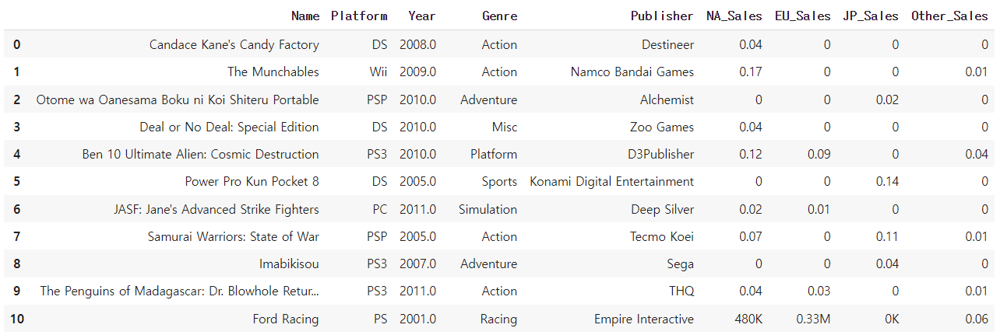 Name Platform Year Genre Publisher NA_Sales EU_Sales JP_Sales Other_Sales
0 Candace Kane's Candy Factory DS 2008.0 Action Destineer 0.04 0 0 0
1 The Munchables Wii 2009.0 Action Namco Bandai Games 0.17 0 0 0.01
2 Otome wa Oanesama Boku ni Koi Shiteru Portable PSP 2010.0 Adventure Alchemist 0 0 0.02 0
3 Deal or No Deal: Special Edition DS 2010.0 Misc Zoo Games 0.04 0 0 0
4 Ben 10 Ultimate Alien: Cosmic Destruction PS3 2010.0 Platform D3Publisher 0.12 0.09 0 0.04
5 Power Pro Kun Pocket 8 DS 2005.0 Sports Konami Digital Entertainment 0 0 0.14 0
6 JASF: Jane's Advanced Strike Fighters PC 2011.0 Simulation Deep Silver 0.02 0.01 0 0
7 Samurai Warriors: State of War PSP 2005.0 Action Tecmo Koei 0.07 0 0.11 0.01
8 Imabikisou PS3 2007.0 Adventure Sega 0 0 0.04 0
9 The Penguins of Madagascar: Dr. Blowhole Retur... PS3 2011.0 Action THQ 0.04 0.03 0 0.01
10 Ford Racing PS 2001.0 Racing Empire Interactive 480K 0.33M 0K 0.06